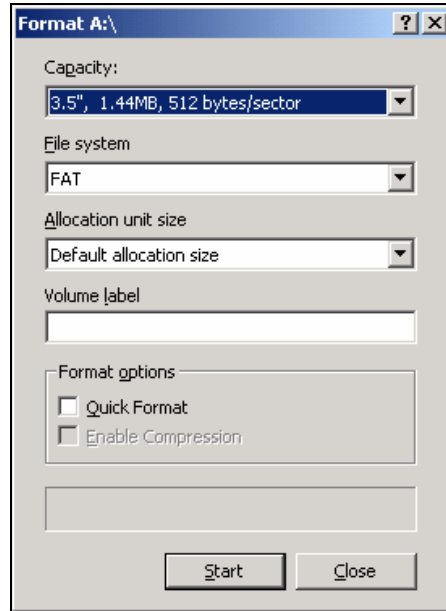 Format A:\
Capacity:
3.5", 1.44MB, 512 bytes/sector
File system
FAT
Allocation unit size
Default allocation size
Volume label
Format options
Quick Format
Enable Compression
Start Close